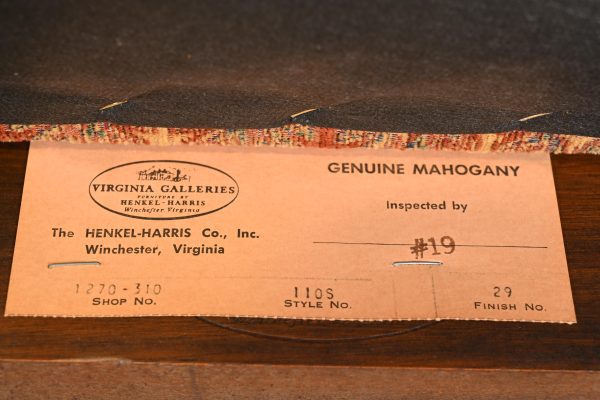 VIRGINIA GALLERIES
FURNITURE BY
HENKEL-HARRIS
Winchester Virginia
The HENKEL-HARRIS Co., Inc.
Winchester, Virginia
GENUINE MAHOGANY
Inspected by
#19
1270-310
SHOP NO.
110S
STYLE NO.
29
FINISH NO.